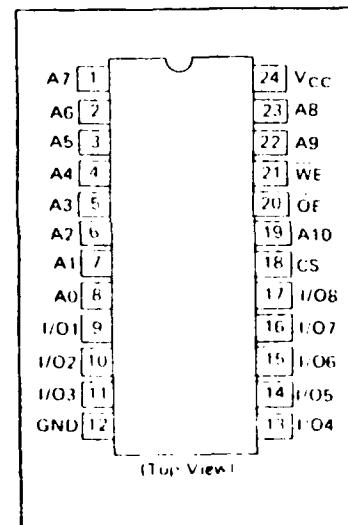 A7 1 24 VCC
A6 2 23 A8
A5 3 22 A9
A4 4 21 WE
A3 5 20 OE
A2 6 19 A10
A1 7 18 CS
A0 8 17 I/O8
I/O1 9 16 I/O7
I/O2 10 15 I/O6
I/O3 11 14 I/O5
GND 12 13 I/O4
(Top View)